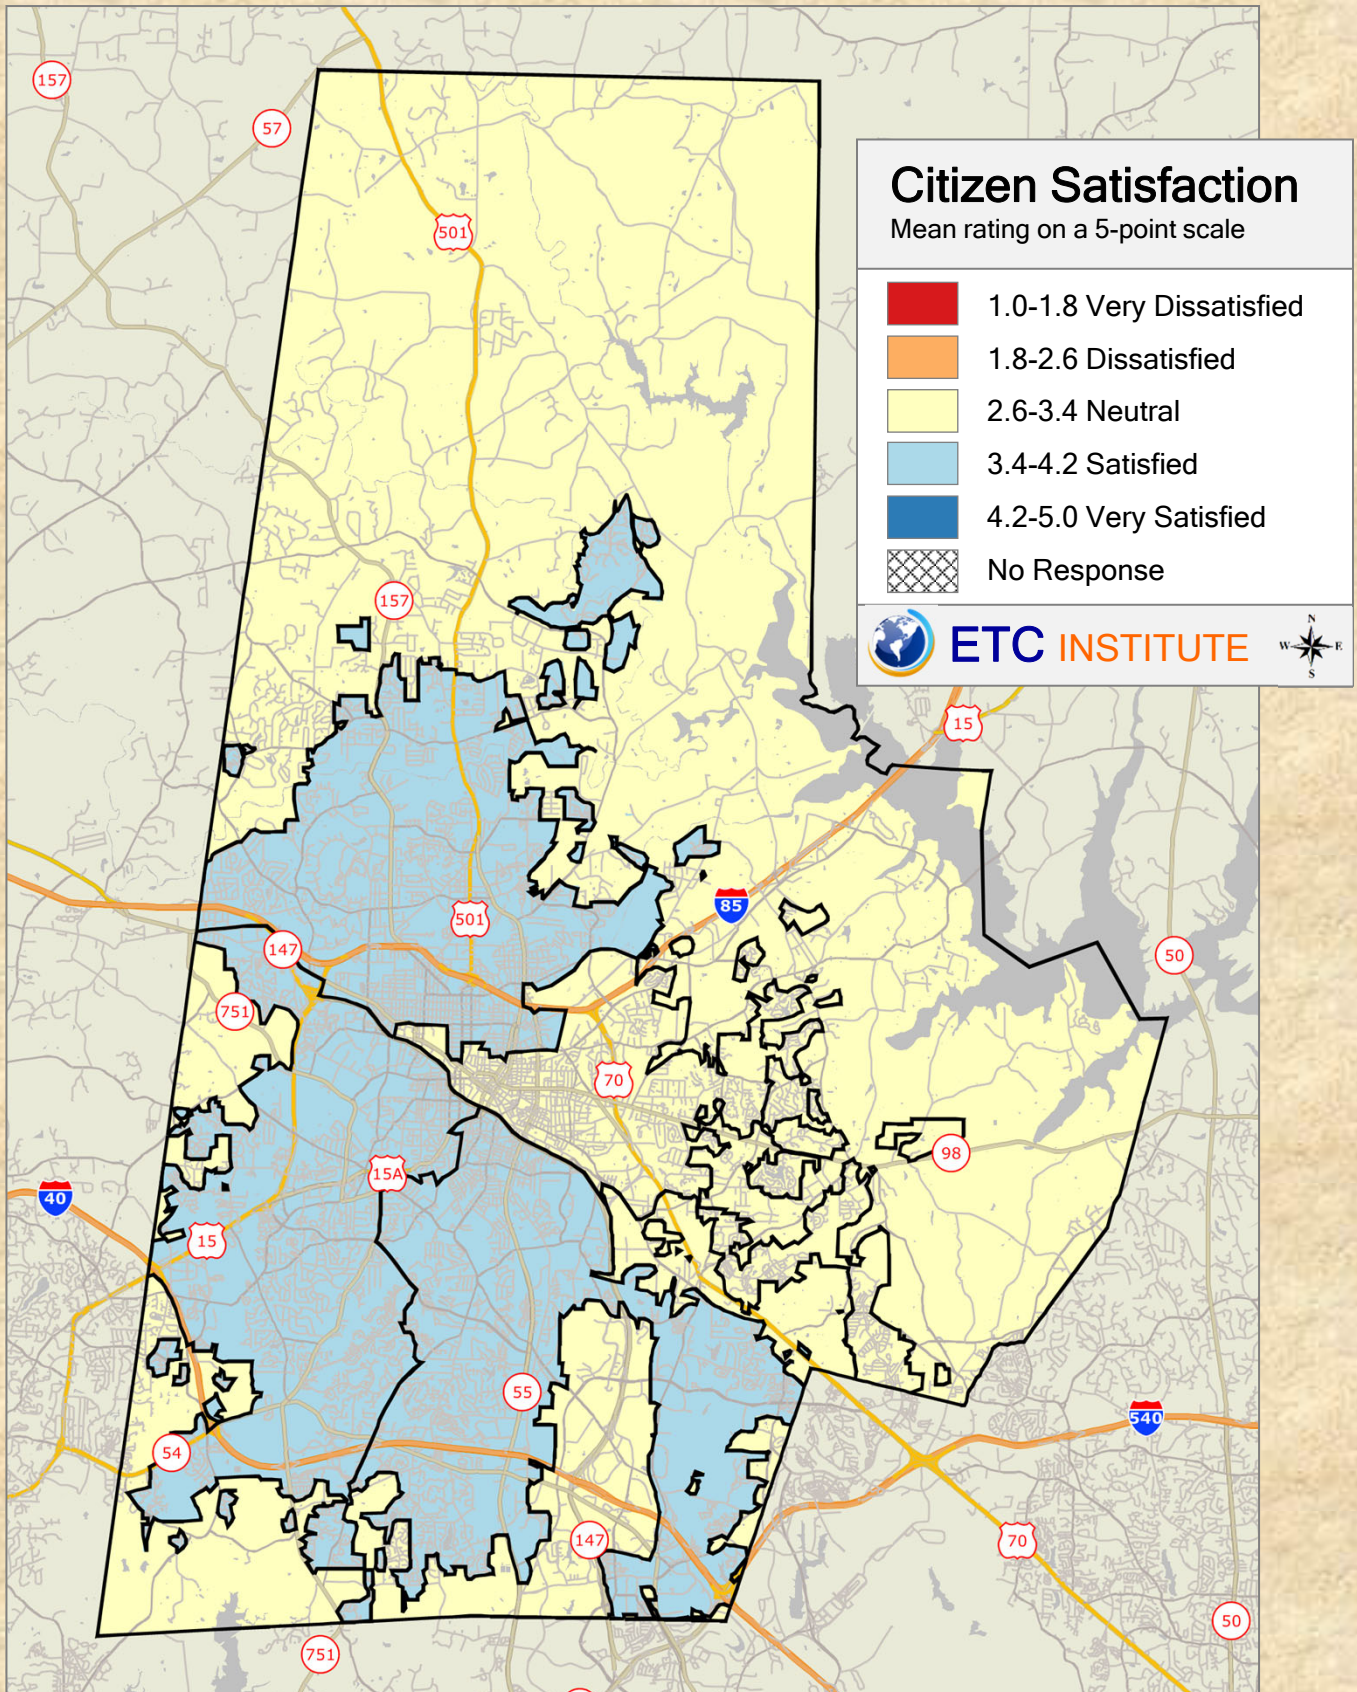 157
57
501
Citizen Satisfaction
Mean rating on a 5-point scale
1.0-1.8 Very Dissatisfied
1.8-2.6 Dissatisfied
2.6-3.4 Neutral
3.4-4.2 Satisfied
4.2-5.0 Very Satisfied
No Response
ETC INSTITUTE
N
W E
S
157
15
85
501
147
50
751
70
98
15A
40
15
55
540
54
147
70
50
751